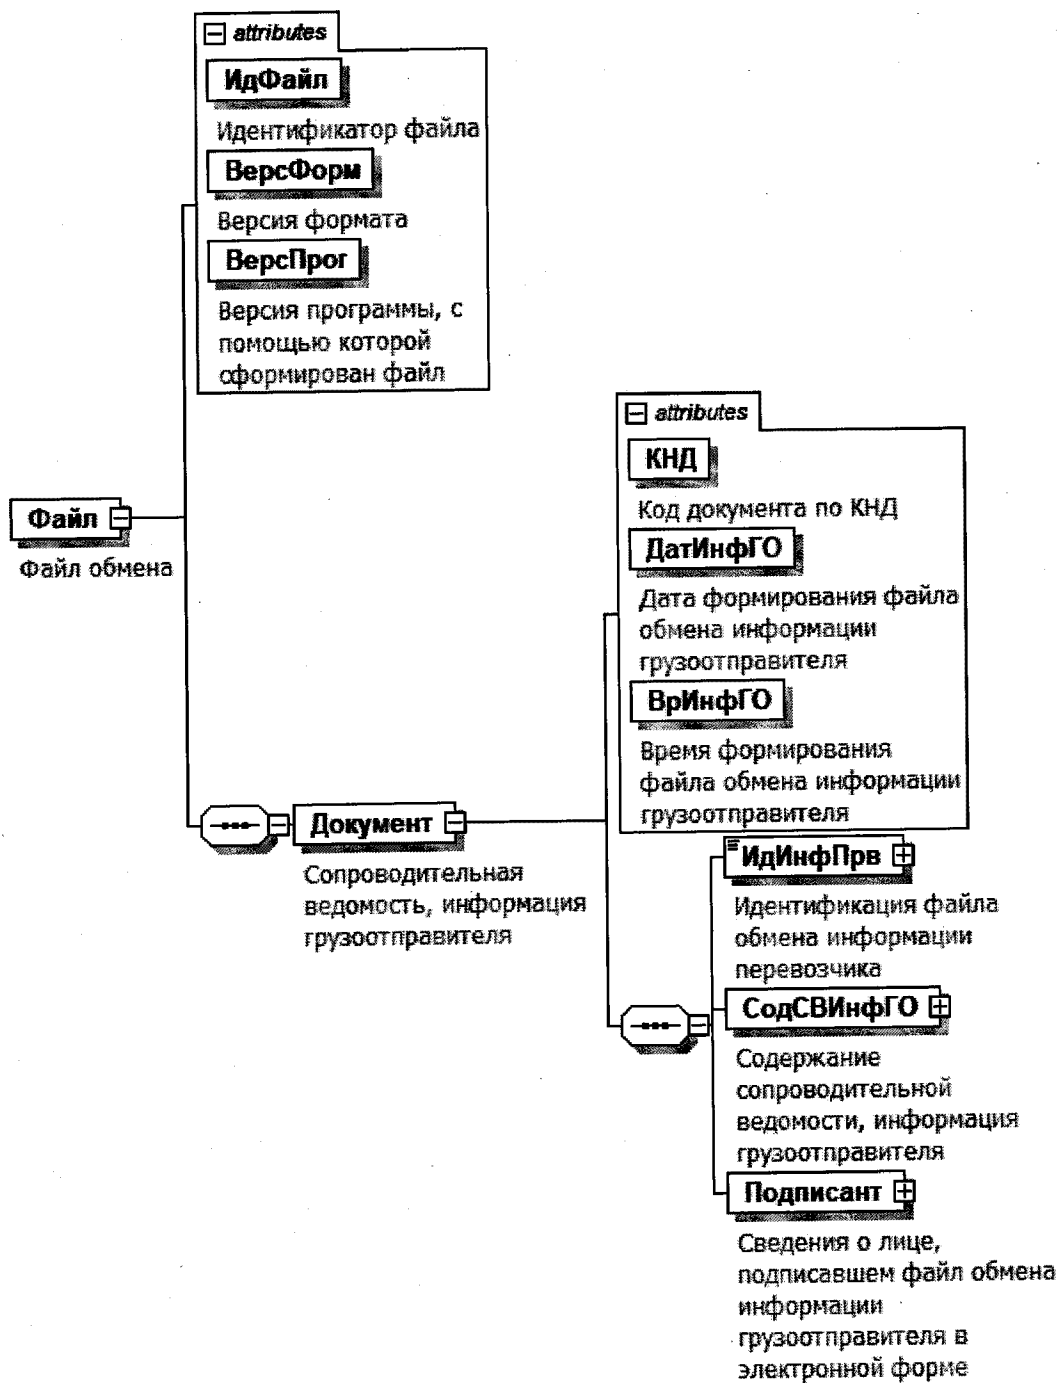 attributes
ИдФайл
Идентификатор файла
ВерсФорм
Версия формата
ВерсПрог
Версия программы, с
помощью которой
сформирован файл
Файл
Файл обмена
Документ
Сопроводительная
ведомость, информация
грузоотправителя
attributes
КНД
Код документа по КНД
ДатИнфГО
Дата формирования файла
обмена информации
грузоотправителя
ВрИнфГО
Время формирования
файла обмена информации
грузоотправителя
ИдИнфПрв
Идентификация файла
обмена информации
перевозчика
СодСВИнфГО
Содержание
сопроводительной
ведомости, информация
грузоотправителя
Подписант
Сведения о лице,
подписавшем файл обмена
информации
грузоотправителя в
электронной форме